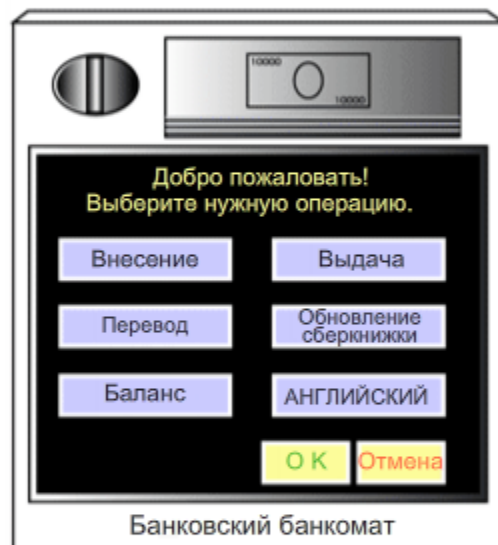 10000
10000
Добро пожаловать!
Выберите нужную операцию.
Внесение
Выдача
Перевод
Обновление
сберкнижки
Баланс
АНГЛИЙСКИЙ
О К
Отмена
Банковский банкомат